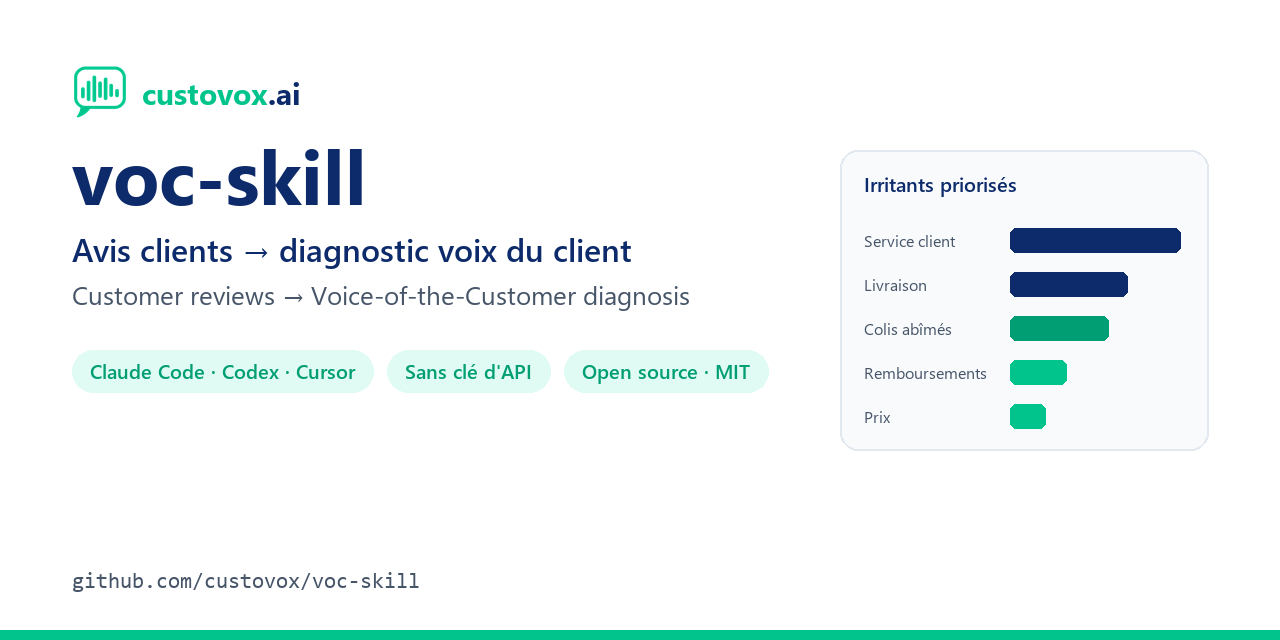 custovox.ai
voc-skill
Avis clients → diagnostic voix du client
Customer reviews → Voice-of-the-Customer diagnosis
Claude Code · Codex · Cursor
Sans clé d'API
Open source · MIT
Irritants priorisés
Service client
Livraison
Colis abîmés
Remboursements
Prix
github.com/custovox/voc-skill